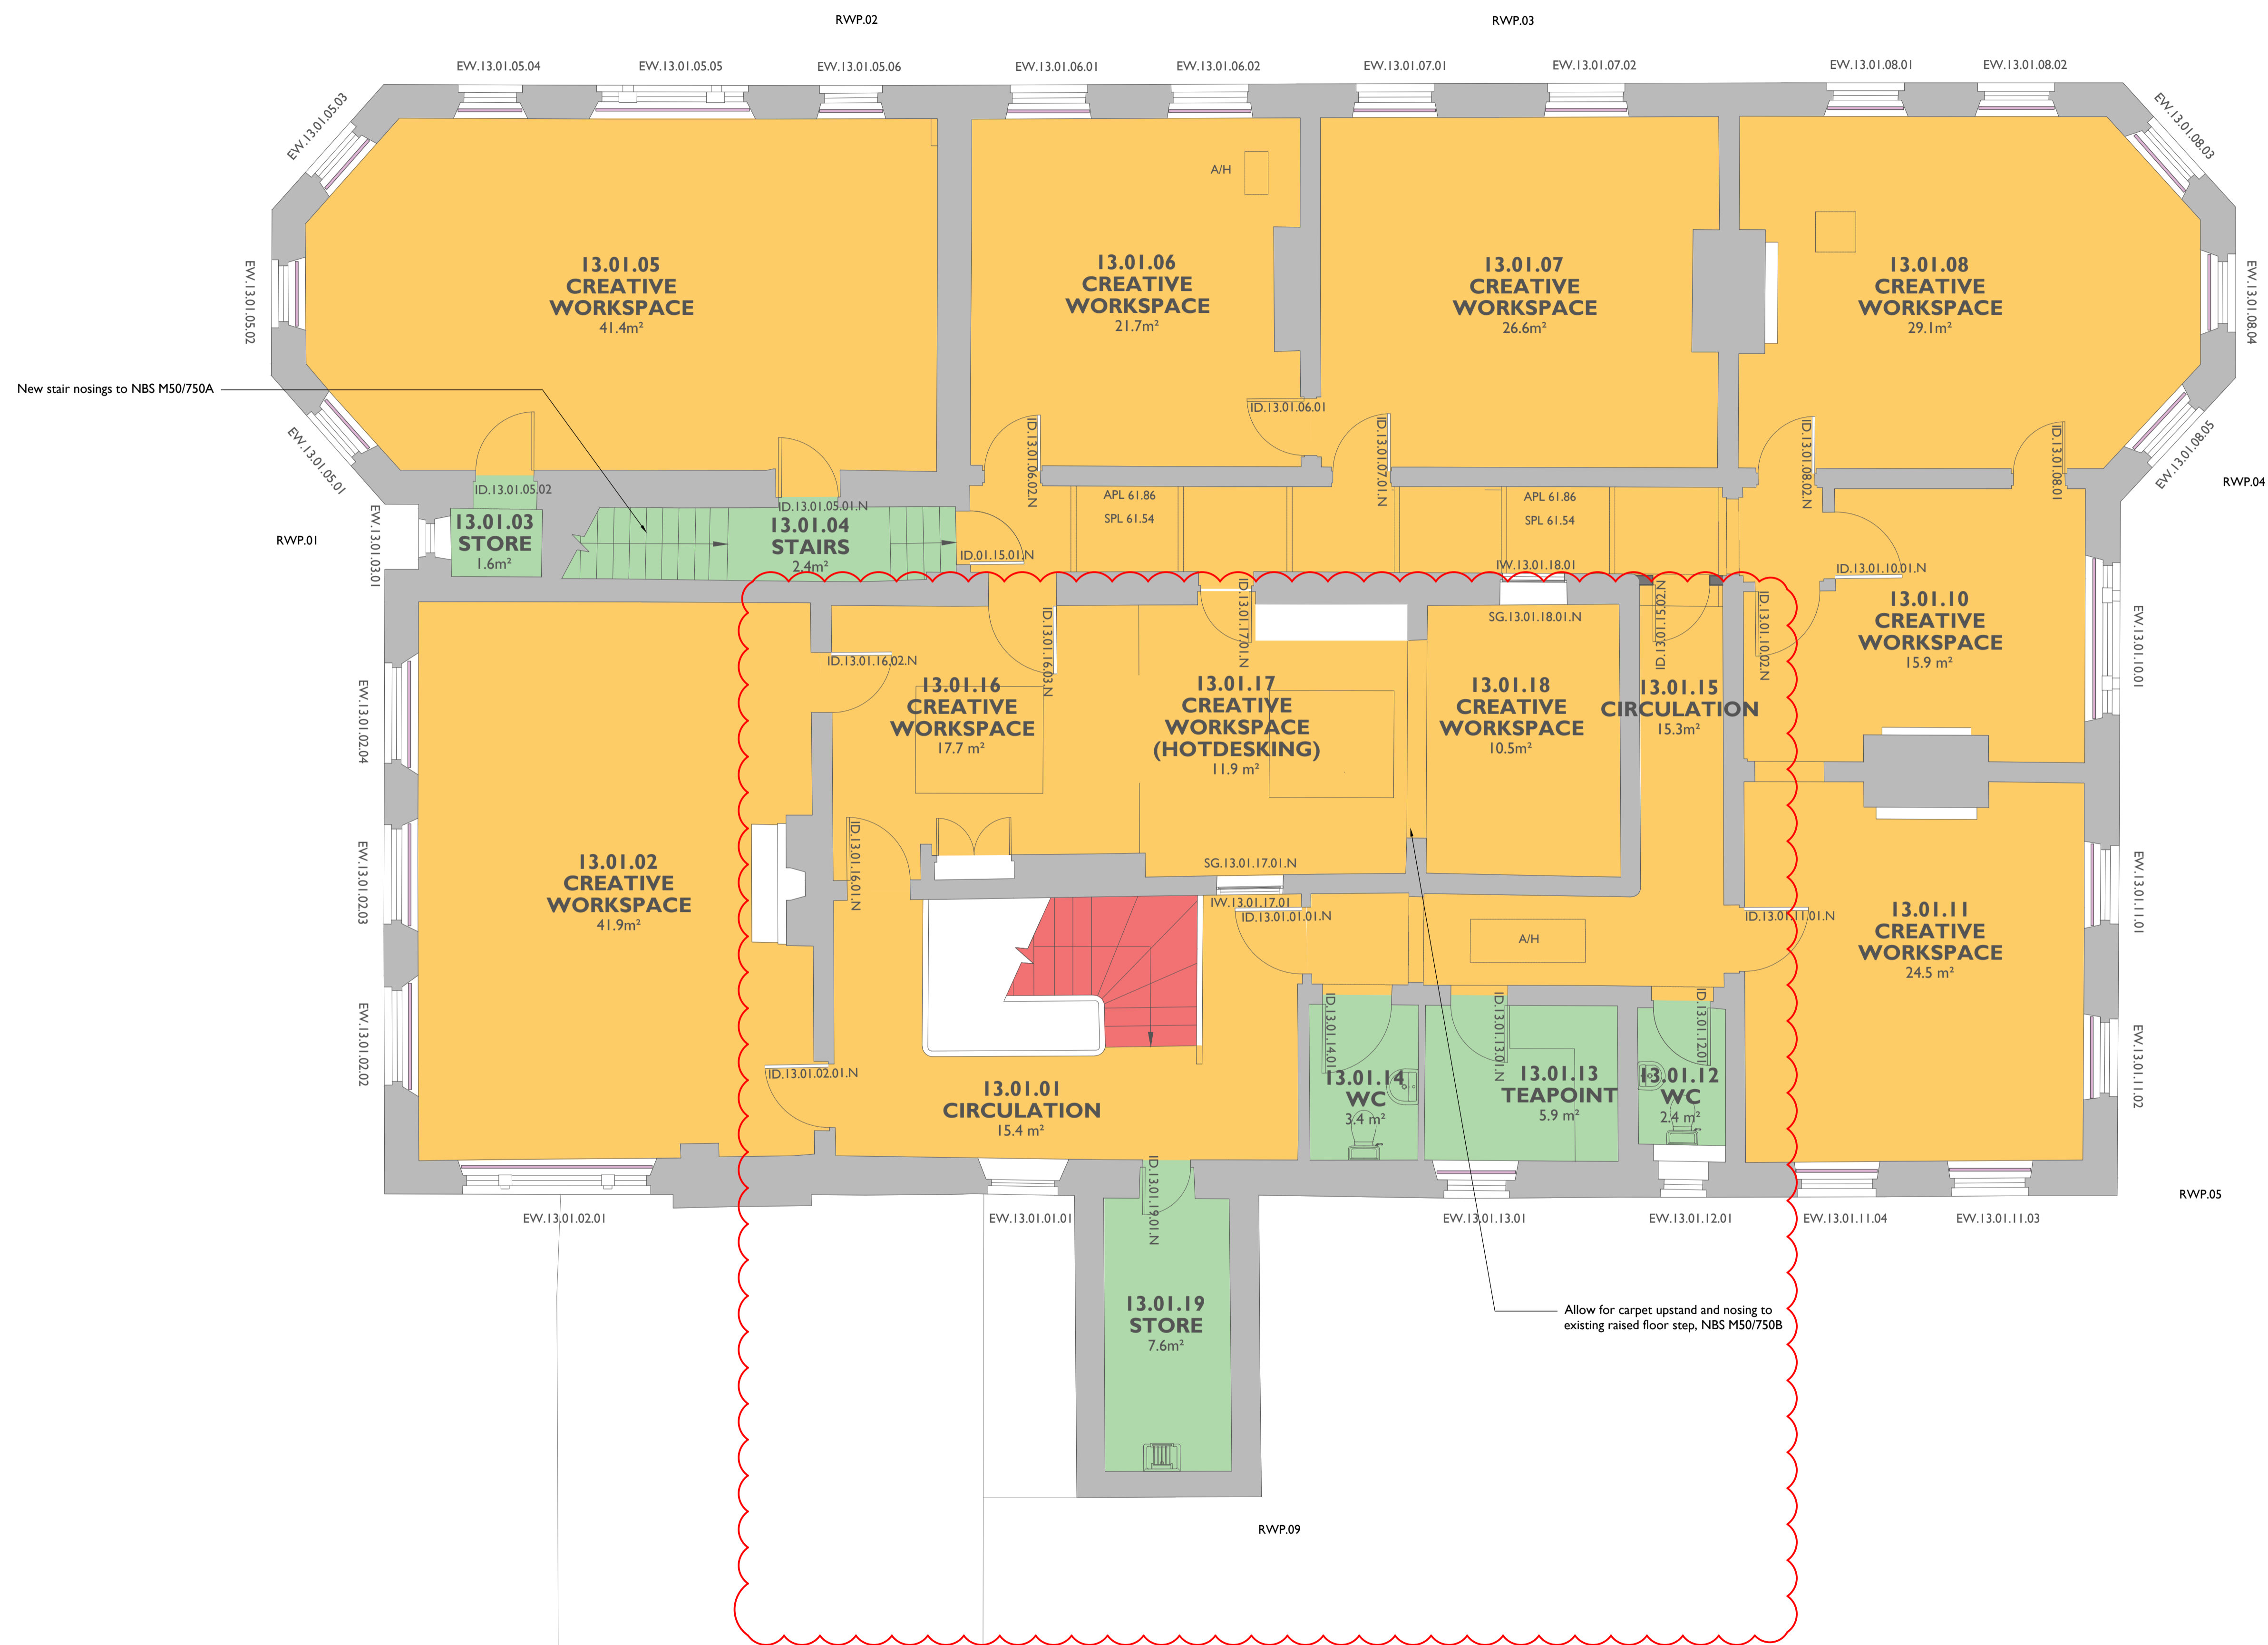 RWP.02
RWP.03
EW.13.01.05.04
EW.13.01.05.05
EW.13.01.05.06
EW.13.01.06.01
EW.13.01.06.02
EW.13.01.07.01
EW.13.01.07.02
EW.13.01.08.01
EW.13.01.08.02
EW.13.01.05.03
EW.13.01.08.03
A/H
13.01.05
CREATIVE
WORKSPACE
41.4m²
13.01.06
CREATIVE
WORKSPACE
21.7m²
13.01.07
CREATIVE
WORKSPACE
26.6m²
13.01.08
CREATIVE
WORKSPACE
29.1m²
EW.13.01.05.02
EW.13.01.08.04
New stair nosings to NBS M50/750A
ID.13.01.06.01
ID.13.01.06.02.N
ID.13.01.07.01.N
ID.13.01.08.02.N
ID.13.01.08.01
EW.13.01.05.01
EW.13.01.08.05
RWP.04
ID.13.01.05.02
ID.13.01.05.01.N
APL 61.86
SPL 61.54
APL 61.86
SPL 61.54
RWP.01
EW.13.01.03.01
13.01.03
STORE
1.6m²
13.01.04
STAIRS
2.4m²
ID.01.15.01.N
IW.13.01.18.01
ID.13.01.10.01.N
ID.13.01.16.03.N
ID.13.01.17.01.N
SG.13.01.18.01.N
ID.13.01.15.02.N
ID.13.01.10.02.N
13.01.10
CREATIVE
WORKSPACE
15.9 m²
EW.13.01.10.01
ID.13.01.16.02.N
EW.13.01.02.04
13.01.16
CREATIVE
WORKSPACE
17.7 m²
13.01.17
CREATIVE
WORKSPACE
(HOTDESKING)
11.9 m²
13.01.18
CREATIVE
WORKSPACE
10.5m²
13.01.15
CIRCULATION
15.3m²
13.01.02
CREATIVE
WORKSPACE
41.9m²
EW.13.01.02.03
ID.13.01.16.01.N
SG.13.01.17.01.N
IW.13.01.17.01
ID.13.01.01.01.N
A/H
ID.13.01.11.01.N
13.01.11
CREATIVE
WORKSPACE
24.5 m²
EW.13.01.11.01
EW.13.01.02.02
ID.13.01.02.01.N
13.01.01
CIRCULATION
15.4 m²
ID.13.01.14.01
ID.13.01.13.01.N
ID.13.01.12.01
13.01.14
WC
3.4 m²
13.01.13
TEAPOINT
5.9 m²
13.01.12
WC
2.4 m²
EW.13.01.11.02
ID.13.01.19.01.N
RWP.05
EW.13.01.02.01
EW.13.01.01.01
EW.13.01.13.01
EW.13.01.12.01
EW.13.01.11.04
EW.13.01.11.03
13.01.19
STORE
7.6m²
Allow for carpet upstand and nosing to
existing raised floor step, NBS M50/750B
RWP.09